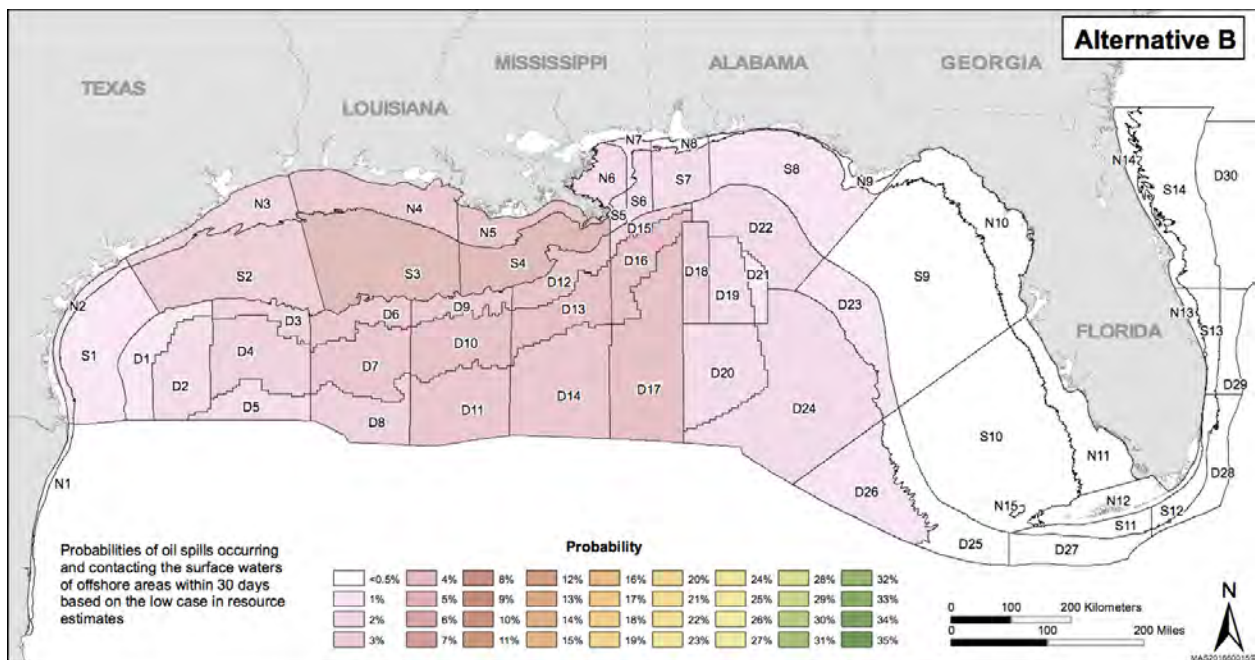 Alternative B
TEXAS
LOUISIANA
MISSISSIPPI
ALABAMA
GEORGIA
FLORIDA
N7
N8
N14
S14
D30
N3
N4
N6
S7
S8
N9
N10
S5
S6
N5
D15
D22
S2
S3
S4
D16
D12
D18
D21
D19
S9
N2
D3
D6
D9
D13
D23
N13
S13
S1
D1
D2
D4
D7
D10
D20
D29
D5
D8
D11
D14
D17
D24
S10
N11
D28
N1
D26
N15
N12
S12
S11
D25
D27
Probabilities of oil spills occurring
and contacting the surface waters
of offshore areas within 30 days
based on the low case in resource
estimates
Probability
<0.5% 4% 8% 12% 16% 20% 24% 28% 32%
1% 5% 9% 13% 17% 21% 25% 29% 33%
2% 6% 10% 14% 18% 22% 26% 30% 34%
3% 7% 11% 15% 19% 23% 27% 31% 35%
0 100 200 Kilometers
0 100 200 Miles
N